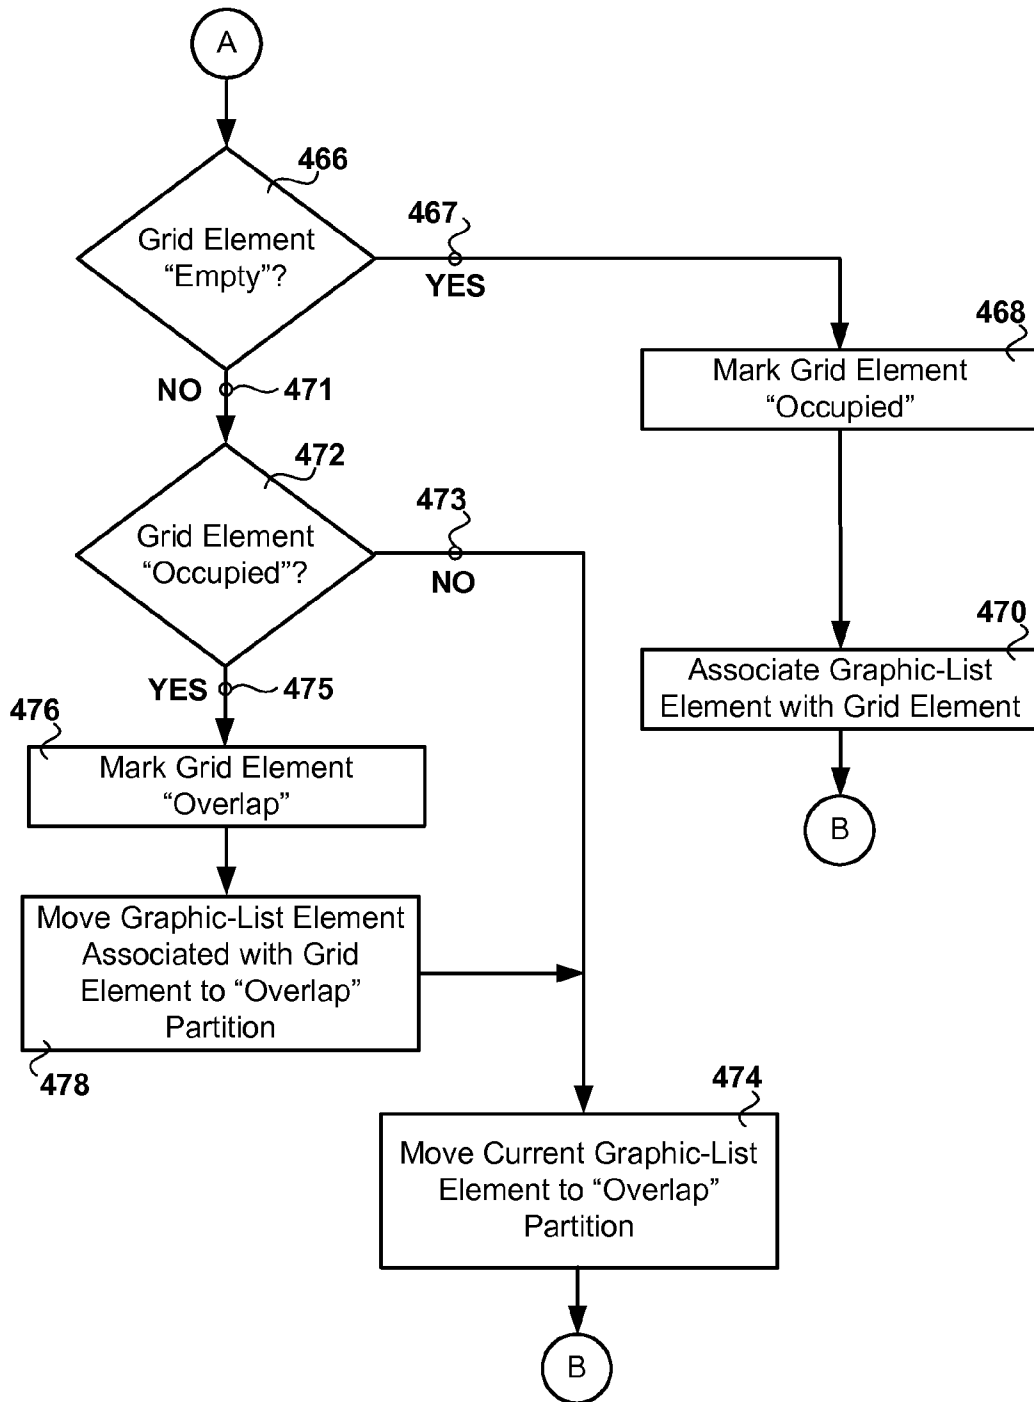 A
466
Grid Element
“Empty”?
467
YES
468
Mark Grid Element
“Occupied”
NO
471
472
Grid Element
“Occupied”?
473
NO
470
Associate Graphic-List
Element with Grid Element
B
YES
475
476
Mark Grid Element
“Overlap”
Move Graphic-List Element
Associated with Grid
Element to “Overlap”
Partition
478
474
Move Current Graphic-List
Element to “Overlap”
Partition
B